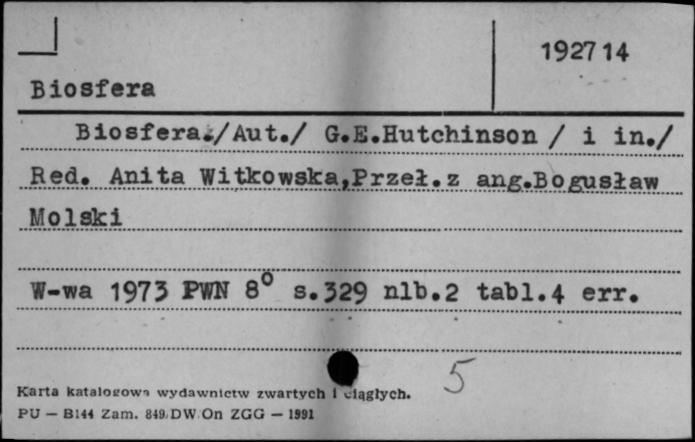 192714
Biosfera
Biosfera./Aut./ G.E.Hutchinson / i in./
Red. Anita Witkowska,Przeł.z ang.Bogusław
Molski
W-wa 1973 PWN 8° s.329 nlb.2 tabl.4 err.
5
Karta katalogowa wydawnictw zwartych i ciągłych.
PU — B144 Zam. 849/DW/On ZGG — 1991